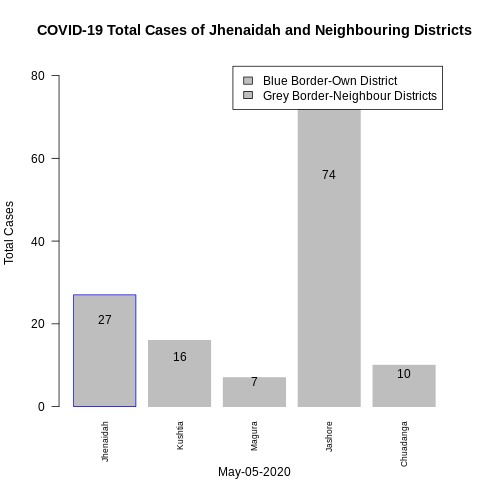 COVID-19 Total Cases of Jhenaidah and Neighbouring Districts
Blue Border-Own District
Grey Border-Neighbour Districts
Total Cases
80
60
40
20
0
27
16
7
74
10
Jhenaidah
Kushtia
Magura
Jashore
Chuadanga
May-05-2020